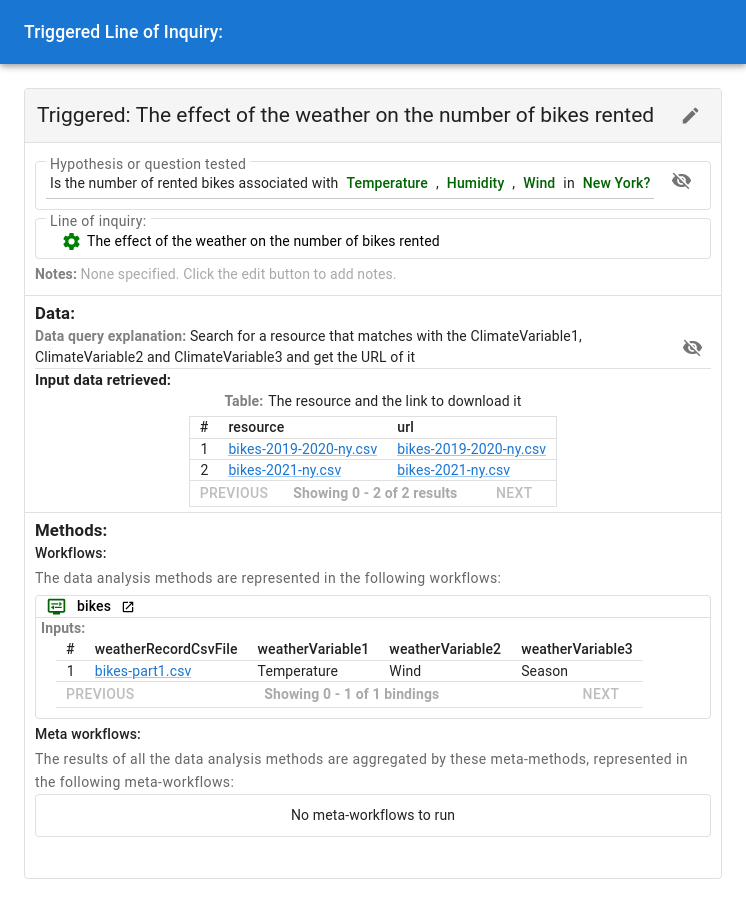 Triggered Line of Inquiry:
Triggered: The effect of the weather on the number of bikes rented
Hypothesis or question tested
Is the number of rented bikes associated with Temperature , Humidity , Wind in New York?
Line of inquiry:
The effect of the weather on the number of bikes rented
Notes: None specified. Click the edit button to add notes.
Data:
Data query explanation: Search for a resource that matches with the ClimateVariable1,
ClimateVariable2 and ClimateVariable3 and get the URL of it
Input data retrieved:
Table: The resource and the link to download it
# resource url
1 bikes-2019-2020-ny.csv bikes-2019-2020-ny.csv
2 bikes-2021-ny.csv bikes-2021-ny.csv
PREVIOUS Showing 0 - 2 of 2 results NEXT
Methods:
Workflows:
The data analysis methods are represented in the following workflows:
bikes
Inputs:
# weatherRecordCsvFile weatherVariable1 weatherVariable2 weatherVariable3
1 bikes-part1.csv Temperature Wind Season
PREVIOUS Showing 0 - 1 of 1 bindings NEXT
Meta workflows:
The results of all the data analysis methods are aggregated by these meta-methods, represented in
the following meta-workflows:
No meta-workflows to run